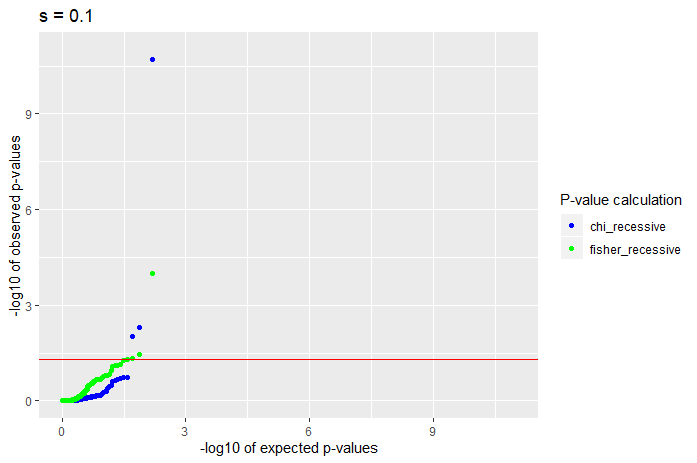 s = 0.1
-log10 of observed p-values
9
6
3
0
0
3
6
9
-log10 of expected p-values
P-value calculation
chi_recessive
fisher_recessive